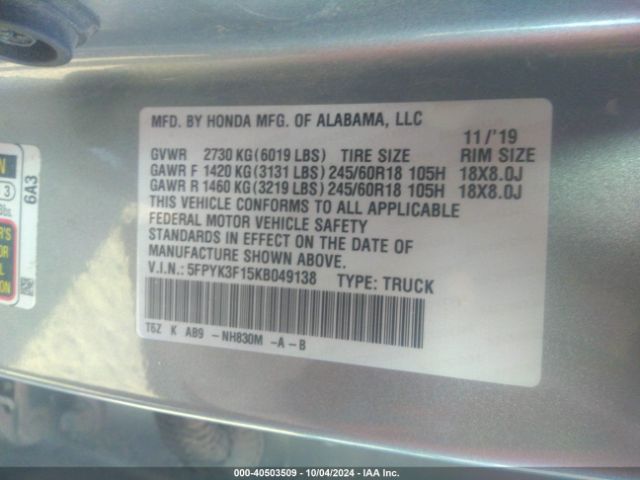 MFD. BY HONDA MFG. OF ALABAMA, LLC
11/'19
GVWR 2730 KG(6019 LBS) TIRE SIZE RIM SIZE
GAWR F 1420 KG(3131 LBS) 245/60R18 105H 18X8.0J
GAWR R 1460 KG(3219 LBS) 245/60R18 105H 18X8.0J
THIS VEHICLE CONFORMS TO ALL APPLICABLE
FEDERAL MOTOR VEHICLE SAFETY
STANDARDS IN EFFECT ON THE DATE OF
MANUFACTURE SHOWN ABOVE.
V.I.N.: 5FPYK3F15KB049138 TYPE: TRUCK
T6Z K AB9 -NH830M -A-B
6A3
3
000-40503509 - 10/04/2024 - IAA Inc.